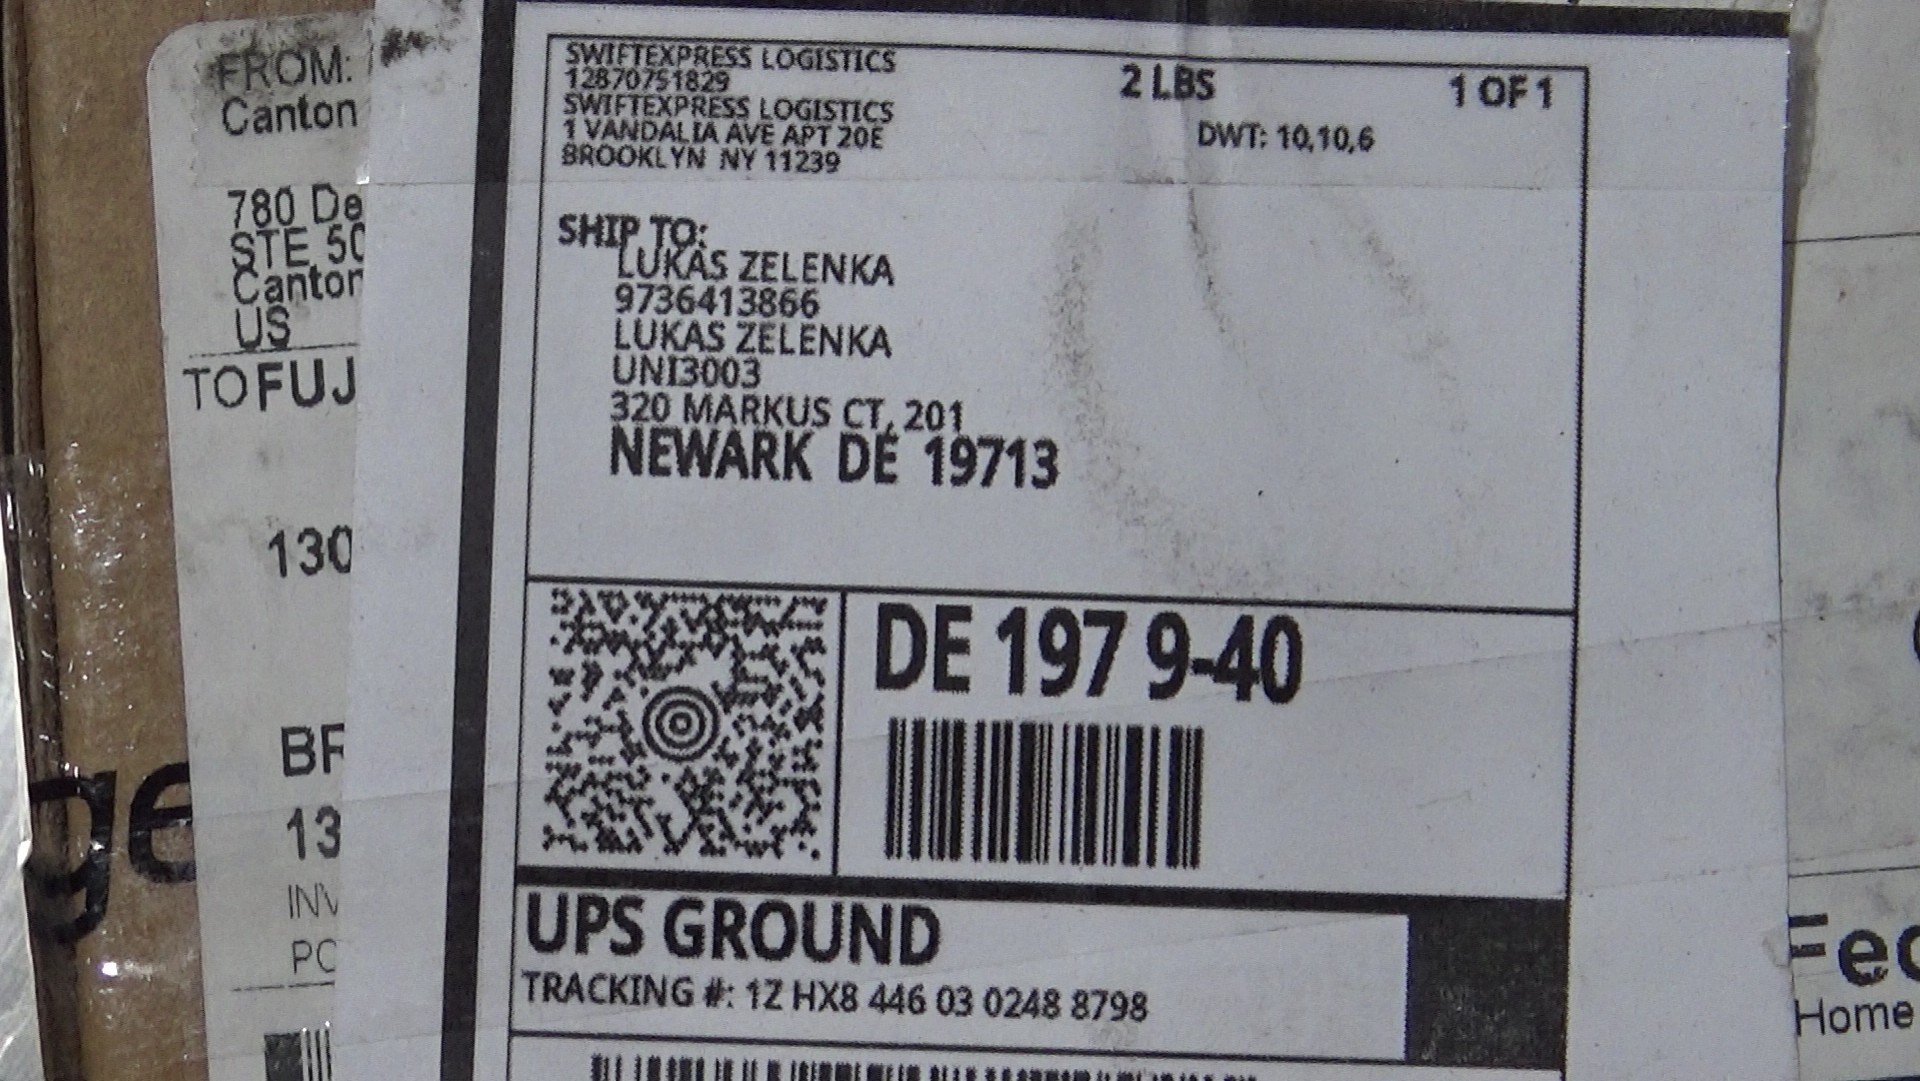 FROM:
Canton
780 De
STE 50
Canton
US
TO FUJ
130
BR
13
INV
PO
ge
SWIFTEXPRESS LOGISTICS
12870751829
SWIFTEXPRESS LOGISTICS
1 VANDALIA AVE APT 20E
BROOKLYN NY 11239
2 LBS
1 OF 1
DWT: 10,10,6
SHIP TO:
LUKAS ZELENKA
9736413866
LUKAS ZELENKA
UNI3003
320 MARKUS CT, 201
NEWARK DE 19713
DE 197 9-40
UPS GROUND
TRACKING #: 1Z HX8 446 03 0248 8798
Fed
Home